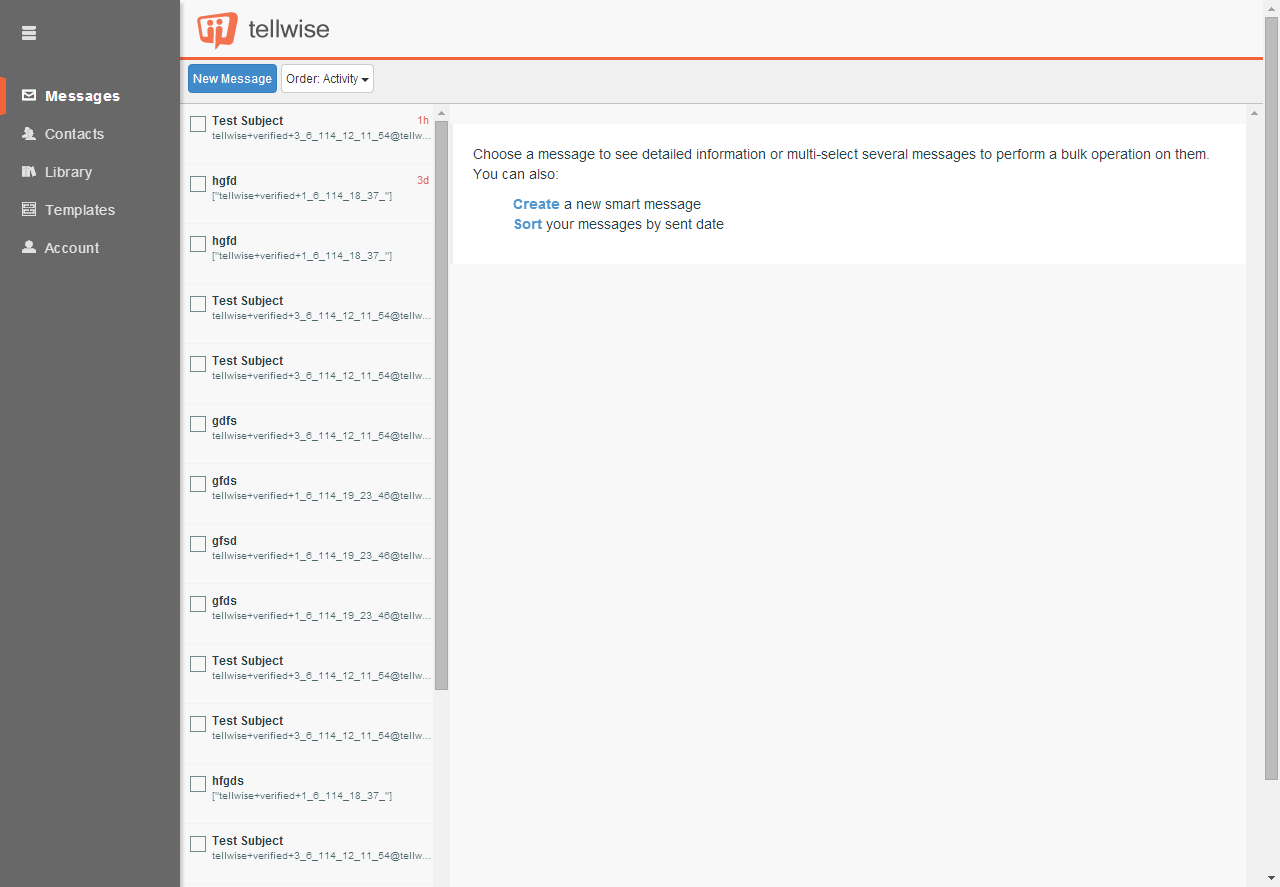 tellwise
New Message
Order: Activity
Messages
Contacts
Library
Templates
Account
Test Subject 1h
tellwise+verified+3_6_114_12_11_54@tellw...
hgfd 3d
["tellwise+verified+1_6_114_18_37_"]
hgfd
["tellwise+verified+1_6_114_18_37_"]
Test Subject
tellwise+verified+3_6_114_12_11_54@tellw...
Test Subject
tellwise+verified+3_6_114_12_11_54@tellw...
gdfs
tellwise+verified+3_6_114_12_11_54@tellw...
gfds
tellwise+verified+1_6_114_19_23_46@tellw...
gfsd
tellwise+verified+1_6_114_19_23_46@tellw...
gfds
tellwise+verified+1_6_114_19_23_46@tellw...
Test Subject
tellwise+verified+3_6_114_12_11_54@tellw...
Test Subject
tellwise+verified+3_6_114_12_11_54@tellw...
hfgds
["tellwise+verified+1_6_114_18_37_"]
Test Subject
tellwise+verified+3_6_114_12_11_54@tellw...
Choose a message to see detailed information or multi-select several messages to perform a bulk operation on them.
You can also:
Create a new smart message
Sort your messages by sent date